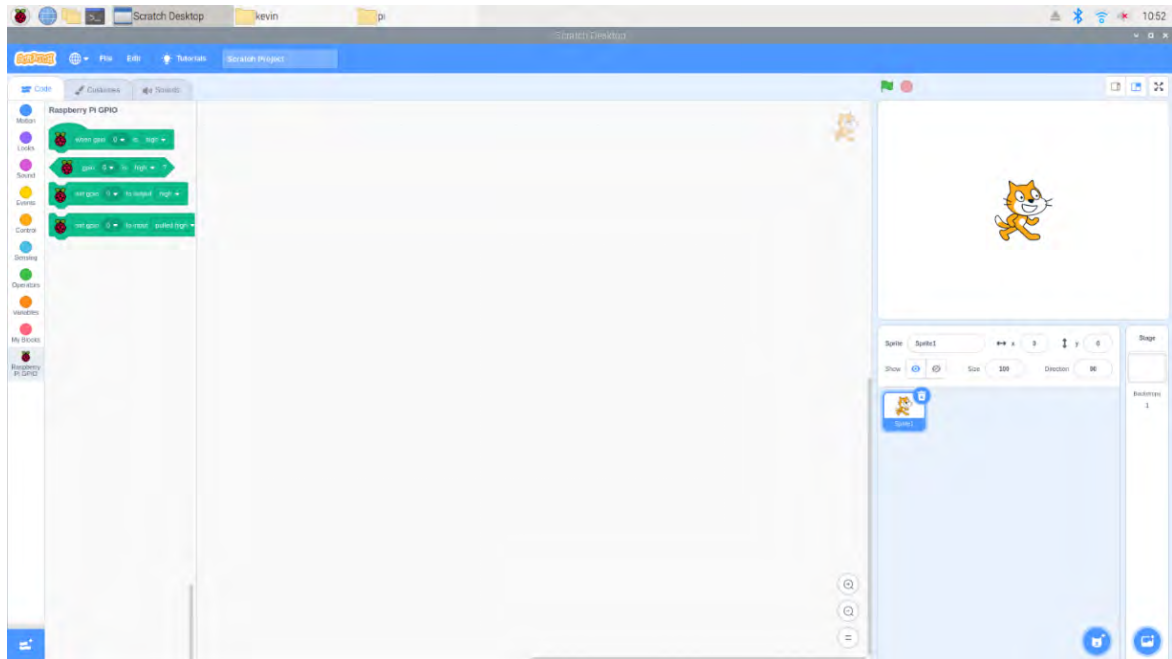 Scratch Desktop kevin pi 10:52
Scratch Desktop
SCRATCH File Edit Tutorials Scratch Project
Code Costumes Sounds
Raspberry Pi GPIO
Motion
Looks
Sound
Events
Control
Sensing
Operators
Variables
My Blocks
Raspberry
Pi GPIO
when gpio 0 is high
gpio 0 is high ?
set gpio 0 to output high
set gpio 0 to input pulled high
Sprite Sprite1 x 0 y 0
Show Size 100 Direction 90
Sprite1
Stage
Backdrops
1